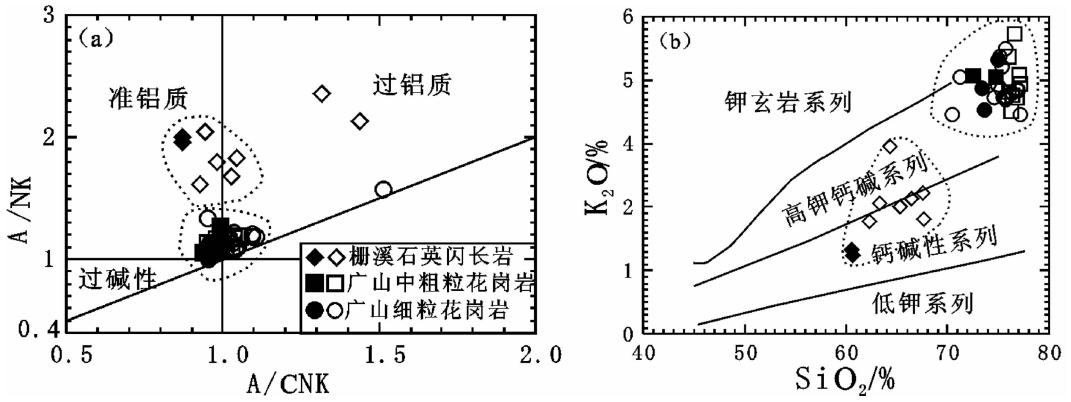 (a)
3
2
1
0.4
A/NK
准铝质
过铝质
过碱性
栅溪石英闪长岩
广山中粗粒花岗岩
广山细粒花岗岩
0.5
1.0
1.5
2.0
A/CNK
(b)
6
5
4
2
1
0
K₂O/%
钾玄岩系列
高钾钙碱系列
钙碱性系列
低钾系列
40
50
60
70
80
SiO₂/%